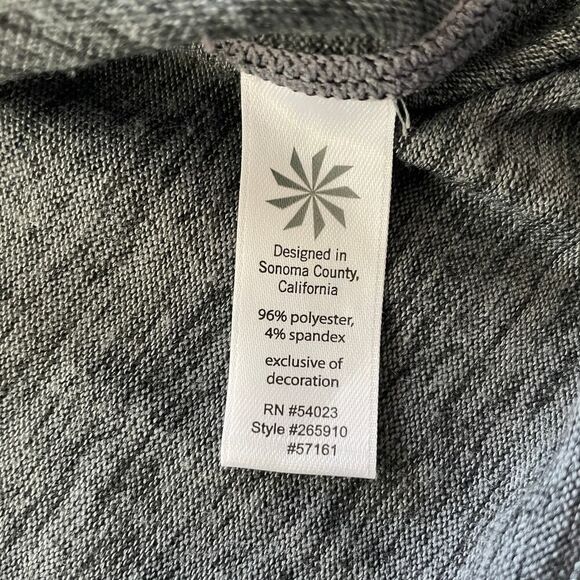 Designed in
Sonoma County,
California
96% polyester,
4% spandex
exclusive of
decoration
RN #54023
Style #265910
#57161